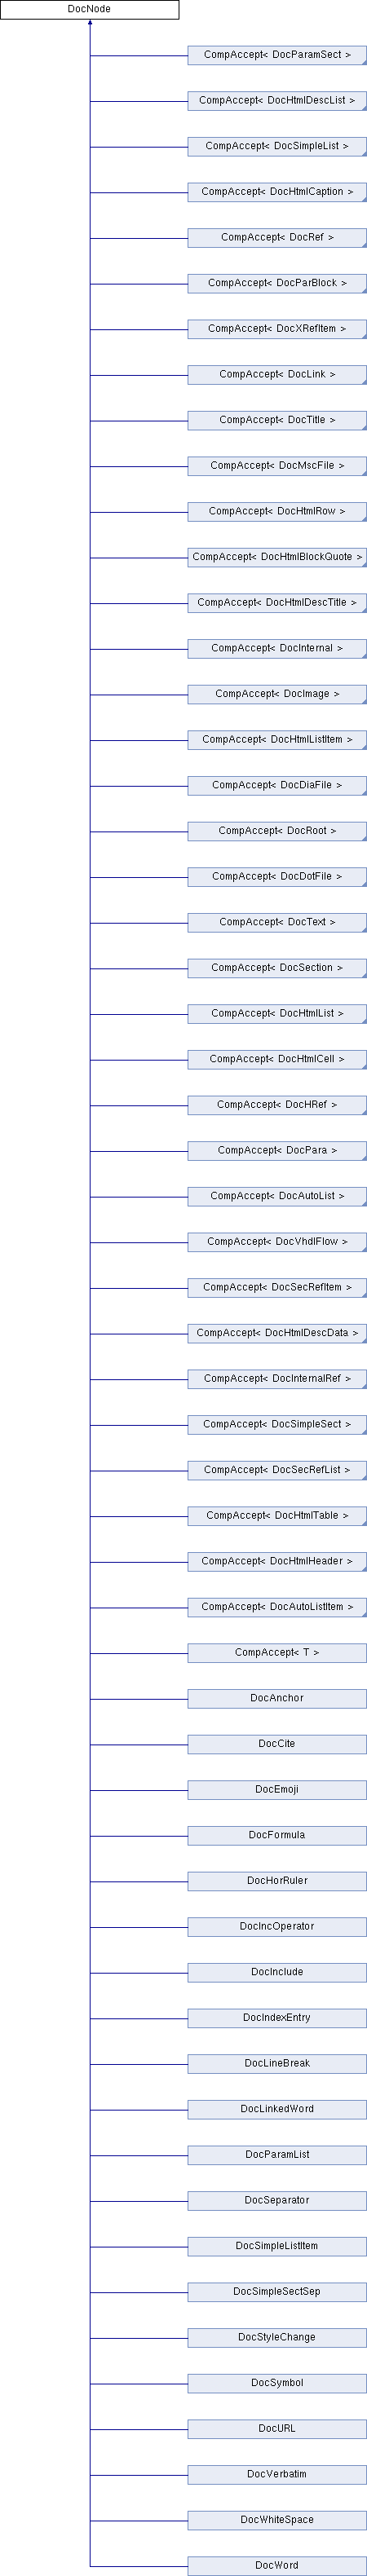 DocNode
CompAccept< DocParamSect >
CompAccept< DocHtmlDescList >
CompAccept< DocSimpleList >
CompAccept< DocHtmlCaption >
CompAccept< DocRef >
CompAccept< DocParBlock >
CompAccept< DocXRefItem >
CompAccept< DocLink >
CompAccept< DocTitle >
CompAccept< DocMscFile >
CompAccept< DocHtmlRow >
CompAccept< DocHtmlBlockQuote >
CompAccept< DocHtmlDescTitle >
CompAccept< DocInternal >
CompAccept< DocImage >
CompAccept< DocHtmlListItem >
CompAccept< DocDiaFile >
CompAccept< DocRoot >
CompAccept< DocDotFile >
CompAccept< DocText >
CompAccept< DocSection >
CompAccept< DocHtmlList >
CompAccept< DocHtmlCell >
CompAccept< DocHRef >
CompAccept< DocPara >
CompAccept< DocAutoList >
CompAccept< DocVhdlFlow >
CompAccept< DocSecRefItem >
CompAccept< DocHtmlDescData >
CompAccept< DocInternalRef >
CompAccept< DocSimpleSect >
CompAccept< DocSecRefList >
CompAccept< DocHtmlTable >
CompAccept< DocHtmlHeader >
CompAccept< DocAutoListItem >
CompAccept< T >
DocAnchor
DocCite
DocEmoji
DocFormula
DocHorRuler
DocIncOperator
DocInclude
DocIndexEntry
DocLineBreak
DocLinkedWord
DocParamList
DocSeparator
DocSimpleListItem
DocSimpleSectSep
DocStyleChange
DocSymbol
DocURL
DocVerbatim
DocWhiteSpace
DocWord